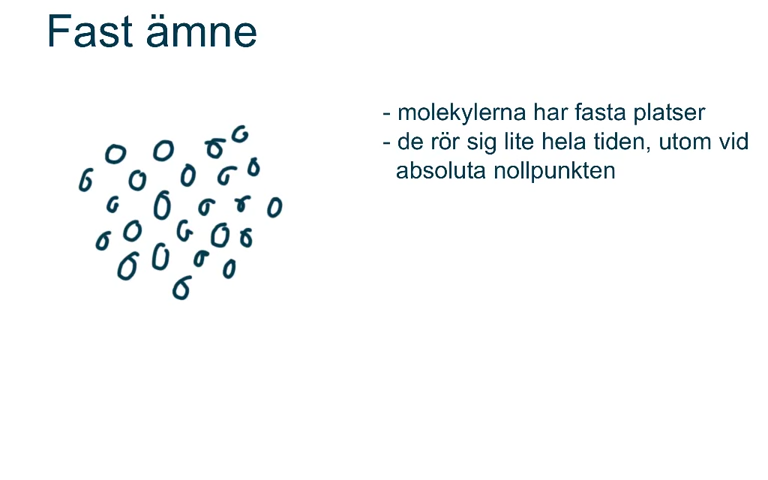 Fast ämne
- molekylerna har fasta platser
- de rör sig lite hela tiden, utom vid
absoluta nollpunkten